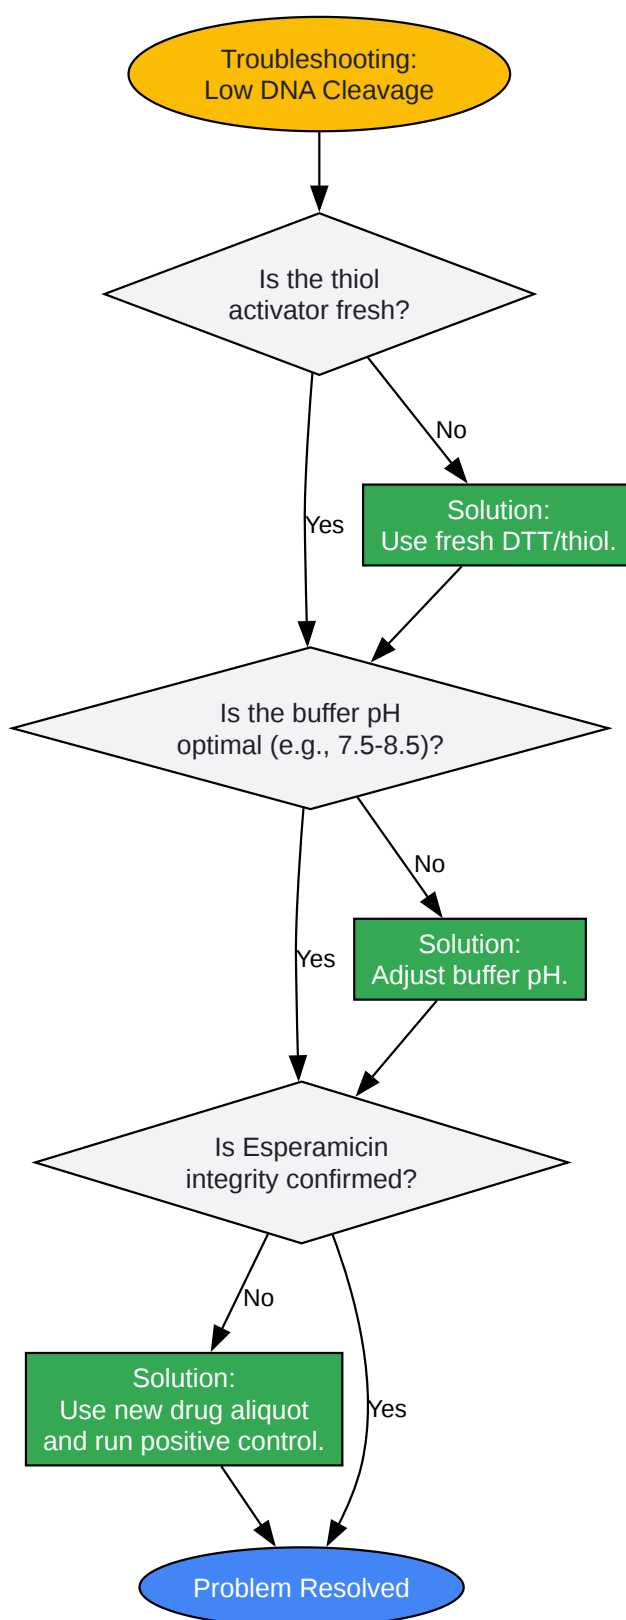 Troubleshooting:
Low DNA Cleavage
Is the thiol
activator fresh?
No
Yes
Solution:
Use fresh DTT/thiol.
Is the buffer pH
optimal (e.g., 7.5-8.5)?
No
Yes
Solution:
Adjust buffer pH.
Is Esperamicin
integrity confirmed?
No
Solution:
Use new drug aliquot
and run positive control.
Yes
Problem Resolved